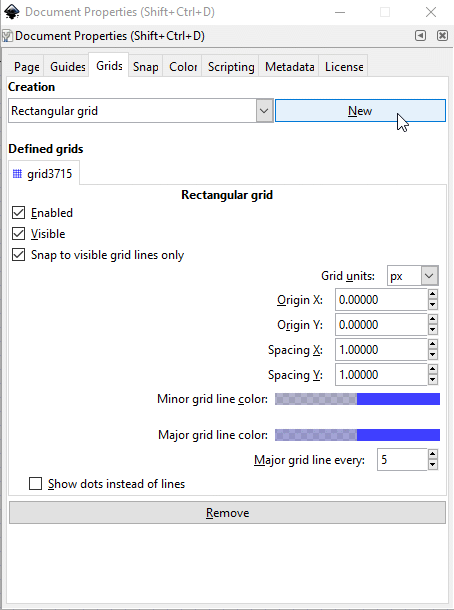 Document Properties (Shift+Ctrl+D)
Document Properties (Shift+Ctrl+D)
Page Guides Grids Snap Color Scripting Metadata License
Creation
Rectangular grid New
Defined grids
grid3715
Rectangular grid
Enabled
Visible
Snap to visible grid lines only
Grid units: px
Origin X: 0.00000
Origin Y: 0.00000
Spacing X: 1.00000
Spacing Y: 1.00000
Minor grid line color:
Major grid line color:
Major grid line every: 5
Show dots instead of lines
Remove